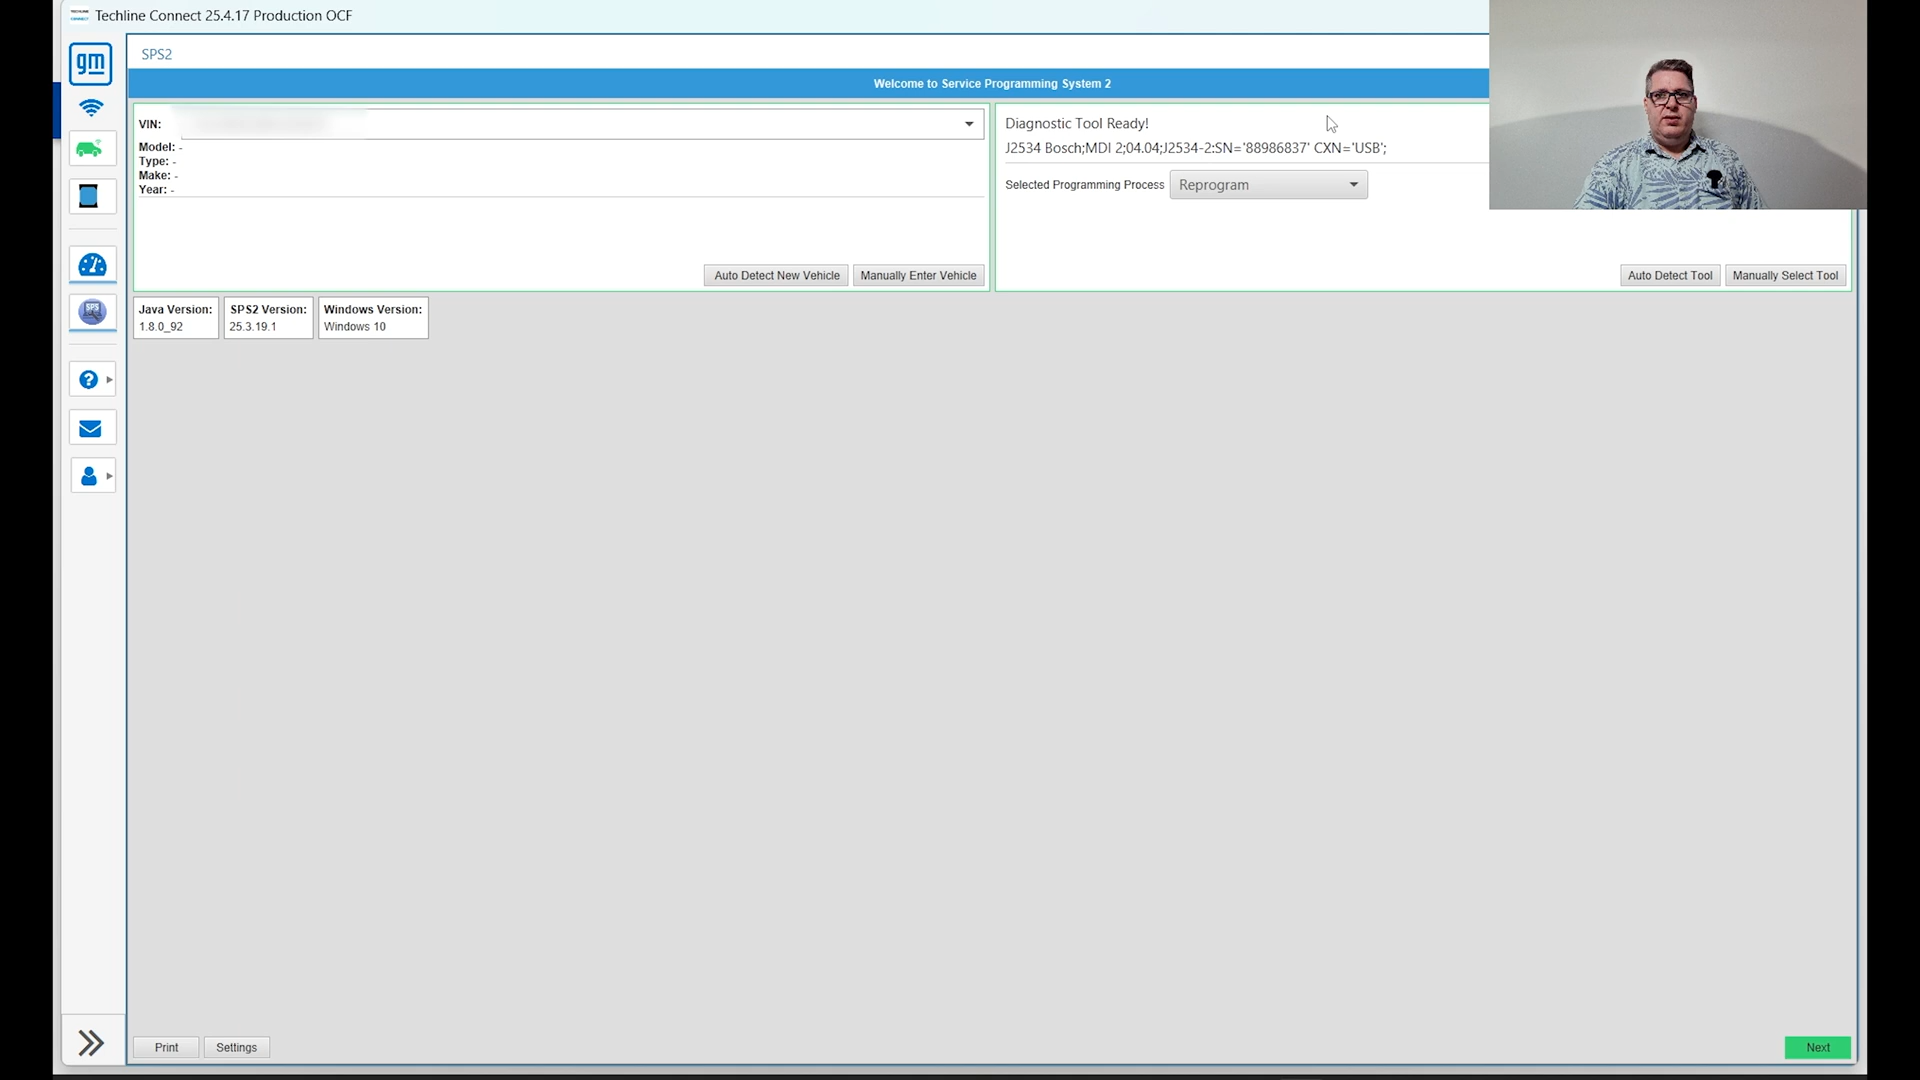 Techline Connect 25.4.17 Production OCF
gm
SPS2
Welcome to Service Programming System 2
VIN:
Model: -
Type: -
Make: -
Year: -
Auto Detect New Vehicle
Manually Enter Vehicle
Diagnostic Tool Ready!
J2534 Bosch;MDI 2;04.04;J2534-2:SN='88986837' CXN='USB';
Selected Programming Process
Reprogram
Auto Detect Tool
Manually Select Tool
Java Version:
1.8.0_92
SPS2 Version:
25.3.19.1
Windows Version:
Windows 10
SPS
Print
Settings
Next